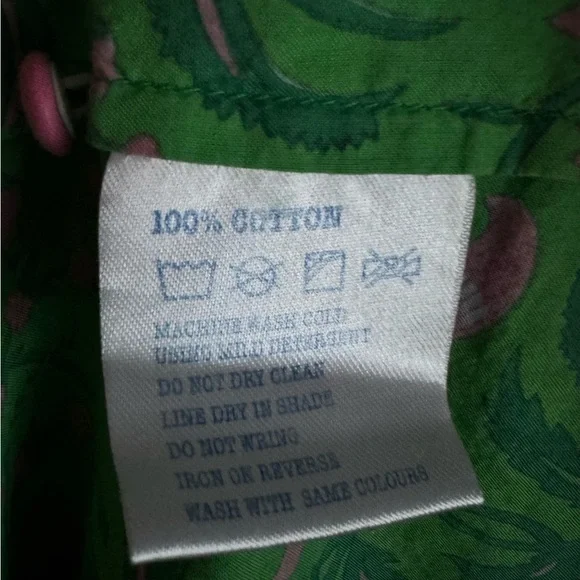 100% COTTON
MACHINE WASH COLD
USING MILD DETERGENT
DO NOT DRY CLEAN
LINE DRY IN SHADE
DO NOT WRING
IRON ON REVERSE
WASH WITH SAME COLOURS